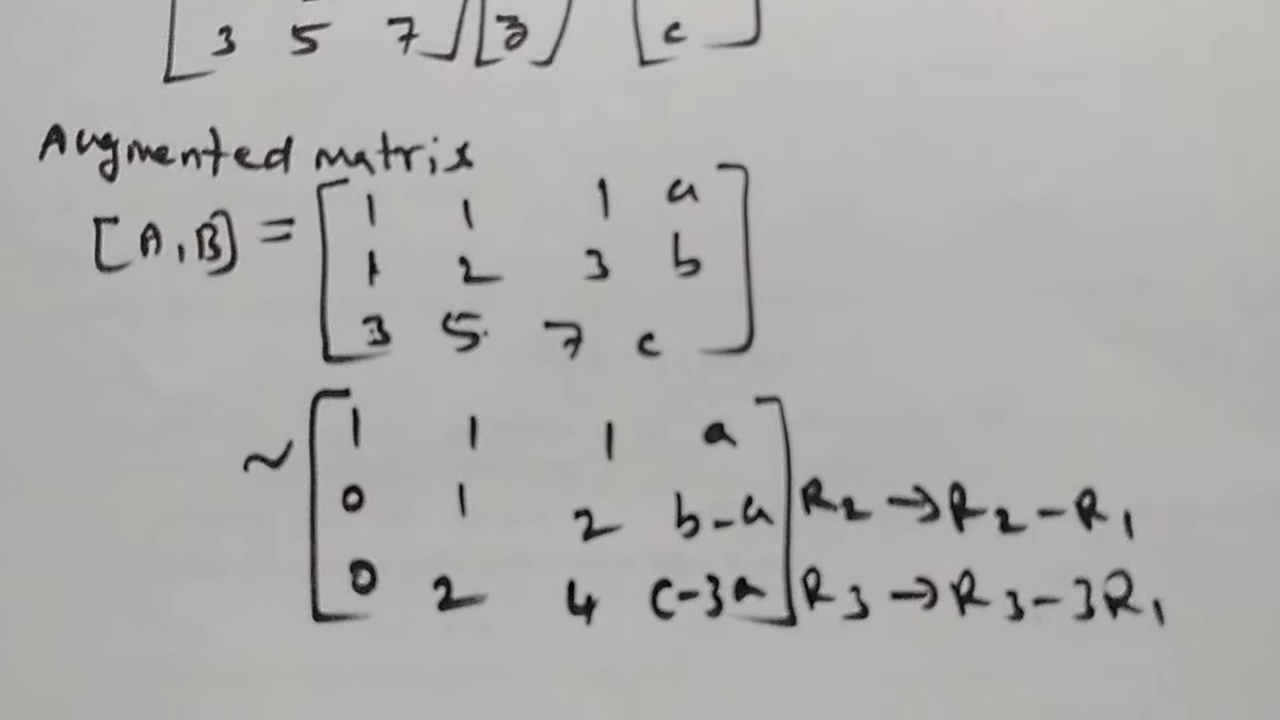 3 5 7] [z] [c]
Augmented matrix
[A,B] = [1 1 1 a
1 2 3 b
3 5 7 c]
~ [1 1 1 a
0 1 2 b-a R2 → R2 - R1
0 2 4 c-3a] R3 → R3 - 3R1